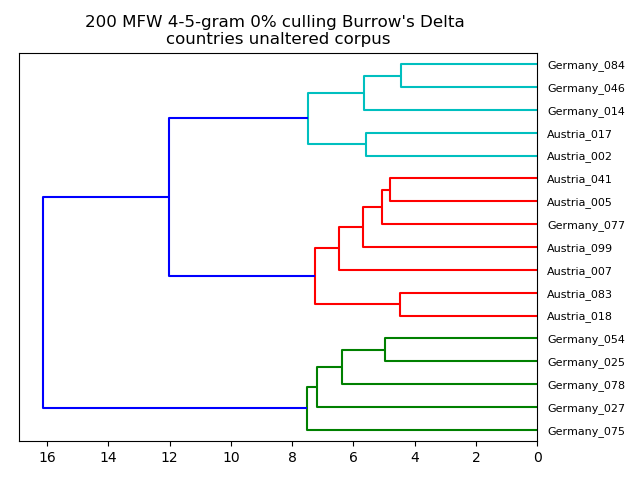 200 MFW 4-5-gram 0% culling Burrow's Delta
countries unaltered corpus
Germany_084
Germany_046
Germany_014
Austria_017
Austria_002
Austria_041
Austria_005
Germany_077
Austria_099
Austria_007
Austria_083
Austria_018
Germany_054
Germany_025
Germany_078
Germany_027
Germany_075
16 14 12 10 8 6 4 2 0